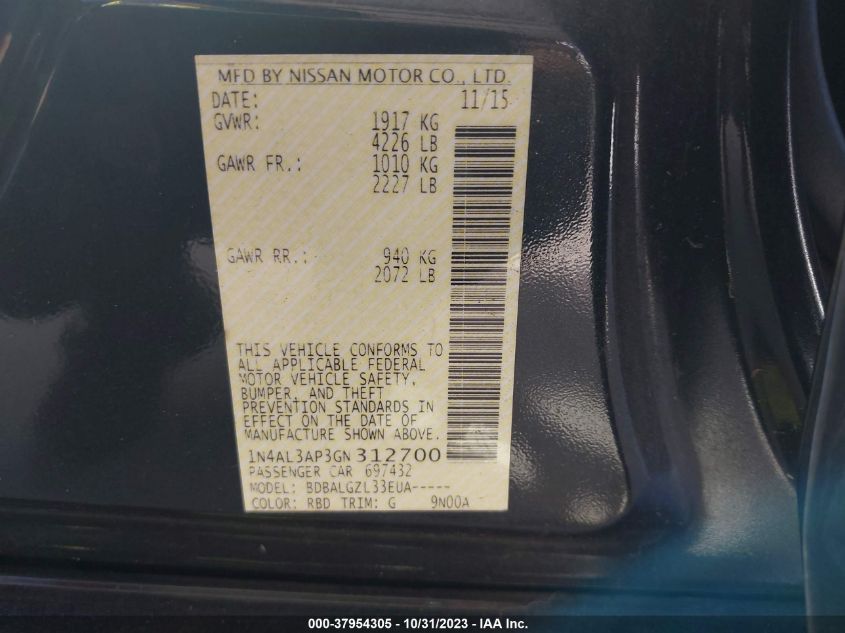 MFD BY NISSAN MOTOR CO., LTD.
DATE: 11/15
GVWR: 1917 KG
4226 LB
GAWR FR.: 1010 KG
2227 LB
GAWR RR.: 940 KG
2072 LB
THIS VEHICLE CONFORMS TO
ALL APPLICABLE FEDERAL
MOTOR VEHICLE SAFETY,
BUMPER, AND THEFT
PREVENTION STANDARDS IN
EFFECT ON THE DATE OF
MANUFACTURE SHOWN ABOVE.
1N4AL3AP3GN312700
PASSENGER CAR 697432
MODEL: BDBALGZL33EUA-----
COLOR: RBD TRIM: G 9N00A
000-37954305 - 10/31/2023 - IAA Inc.